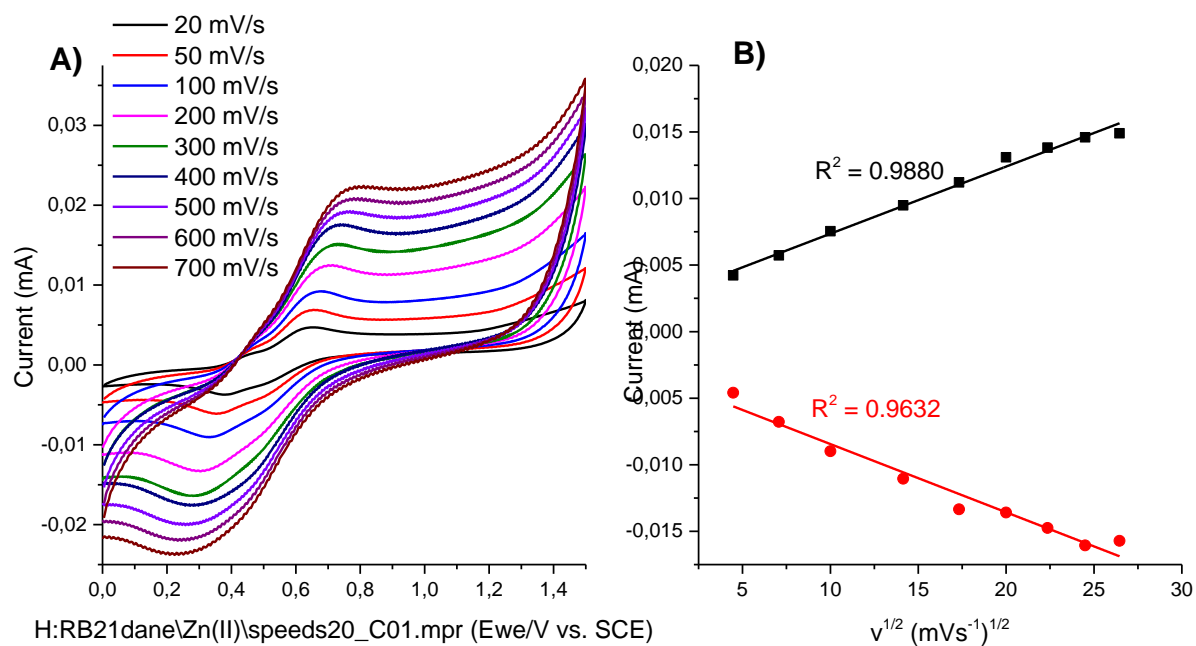 20 mV/s
50 mV/s
100 mV/s
200 mV/s
300 mV/s
400 mV/s
500 mV/s
600 mV/s
700 mV/s
A)
0,03
0,02
0,01
0,00
-0,01
-0,02
Current (mA)
0,0 0,2 0,4 0,6 0,8 1,0 1,2 1,4
H:RB21dane\Zn(II)\speeds20_C01.mpr (Ewe/V vs. SCE)
B)
0,020
0,015
0,010
0,005
0,000
0,005
-0,010
-0,015
Current (mA)
R² = 0.9880
R² = 0.9632
5 10 15 20 25 30
v^1/2 (mVs^-1)^1/2